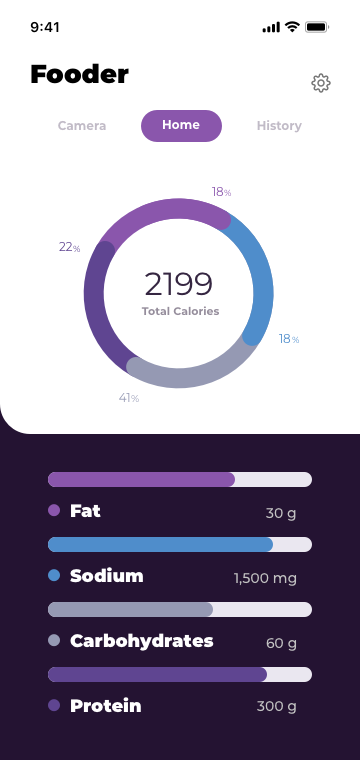 9:41
Fooder
Camera Home History
18%
22%
2199
Total Calories
18%
41%
Fat 30 g
Sodium 1,500 mg
Carbohydrates 60 g
Protein 300 g